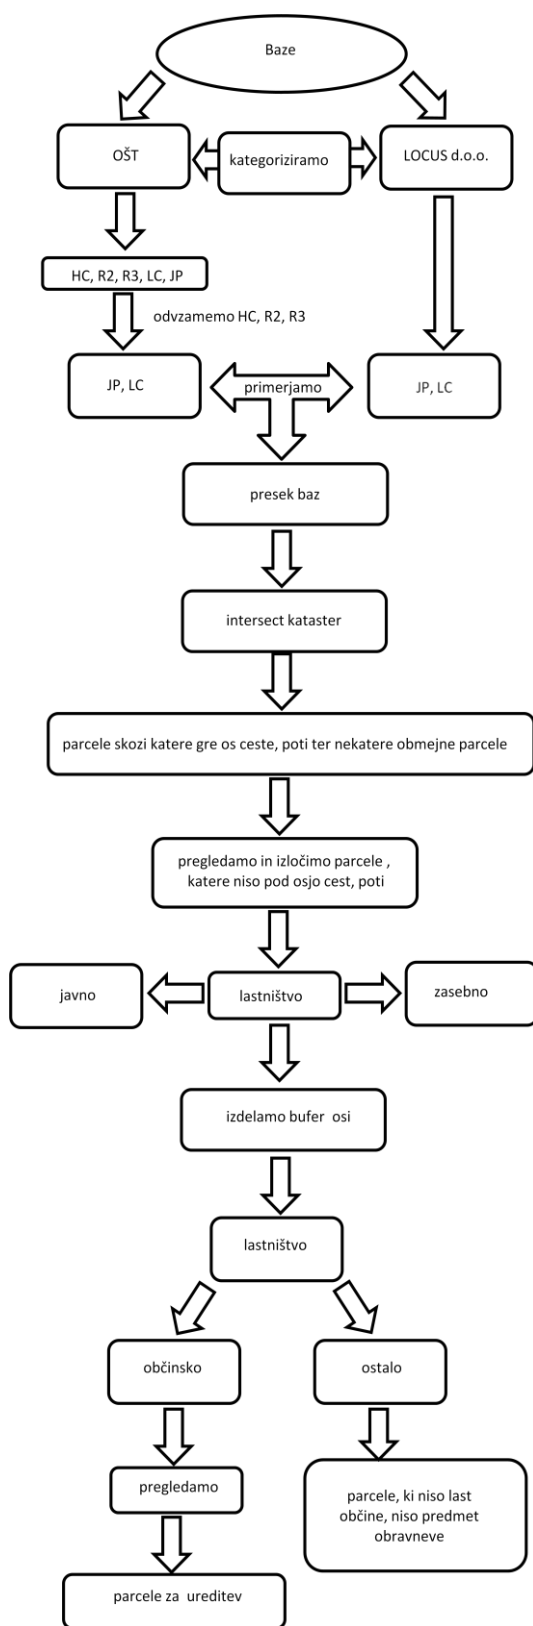 Baze
OŠT
kategoriziramo
LOCUS d.o.o.
HC, R2, R3, LC, JP
odvzamemo HC, R2, R3
JP, LC
primerjamo
JP, LC
presek baz
intersect kataster
parcele skozi katere gre os ceste, poti ter nekatere obmejne parcele
pregledamo in izločimo parcele ,
katere niso pod osjo cest, poti
javno
lastništvo
zasebno
izdelamo bufer osi
lastništvo
občinsko
ostalo
pregledamo
parcele, ki niso last
občine, niso predmet
obravneve
parcele za ureditev